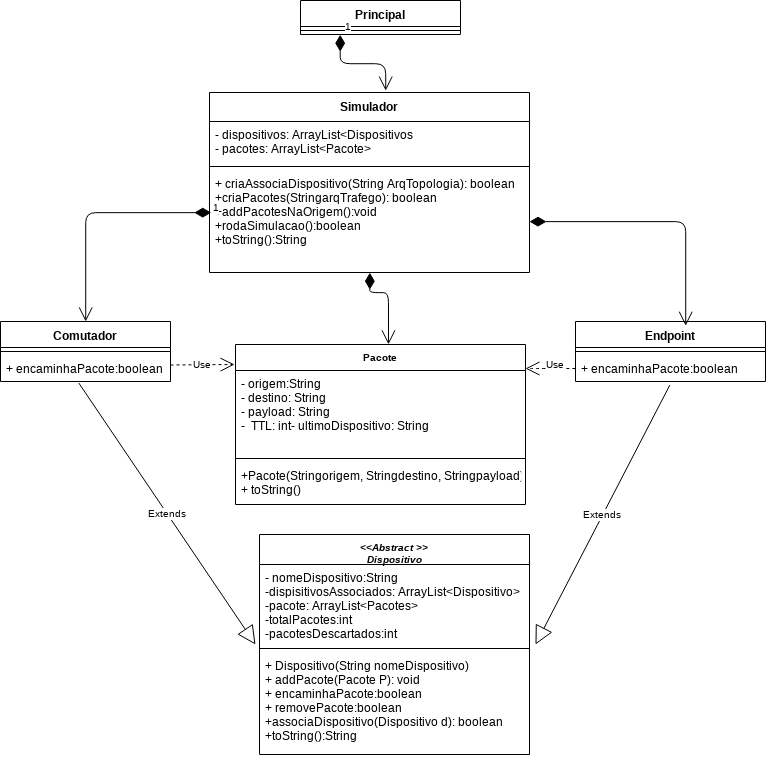 Principal
1
Simulador
- dispositivos: ArrayList<Dispositivos
- pacotes: ArrayList<Pacote>
+ criaAssociaDispositivo(String ArqTopologia): boolean
+criaPacotes(StringarqTrafego): boolean
1
-addPacotesNaOrigem():void
+rodaSimulacao():boolean
+toString():String
Comutador
+ encaminhaPacote:boolean
Use
Pacote
- origem:String
- destino: String
- payload: String
-  TTL: int- ultimoDispositivo: String
+Pacote(Stringorigem, Stringdestino, Stringpayload)
+ toString()
Use
Endpoint
+ encaminhaPacote:boolean
Extends
Extends
<<Abstract >>
Dispositivo
- nomeDispositivo:String
-dispisitivosAssociados: ArrayList<Dispositivo>
-pacote: ArrayList<Pacotes>
-totalPacotes:int
-pacotesDescartados:int
+ Dispositivo(String nomeDispositivo)
+ addPacote(Pacote P): void
+ encaminhaPacote:boolean
+ removePacote:boolean
+associaDispositivo(Dispositivo d): boolean
+toString():String